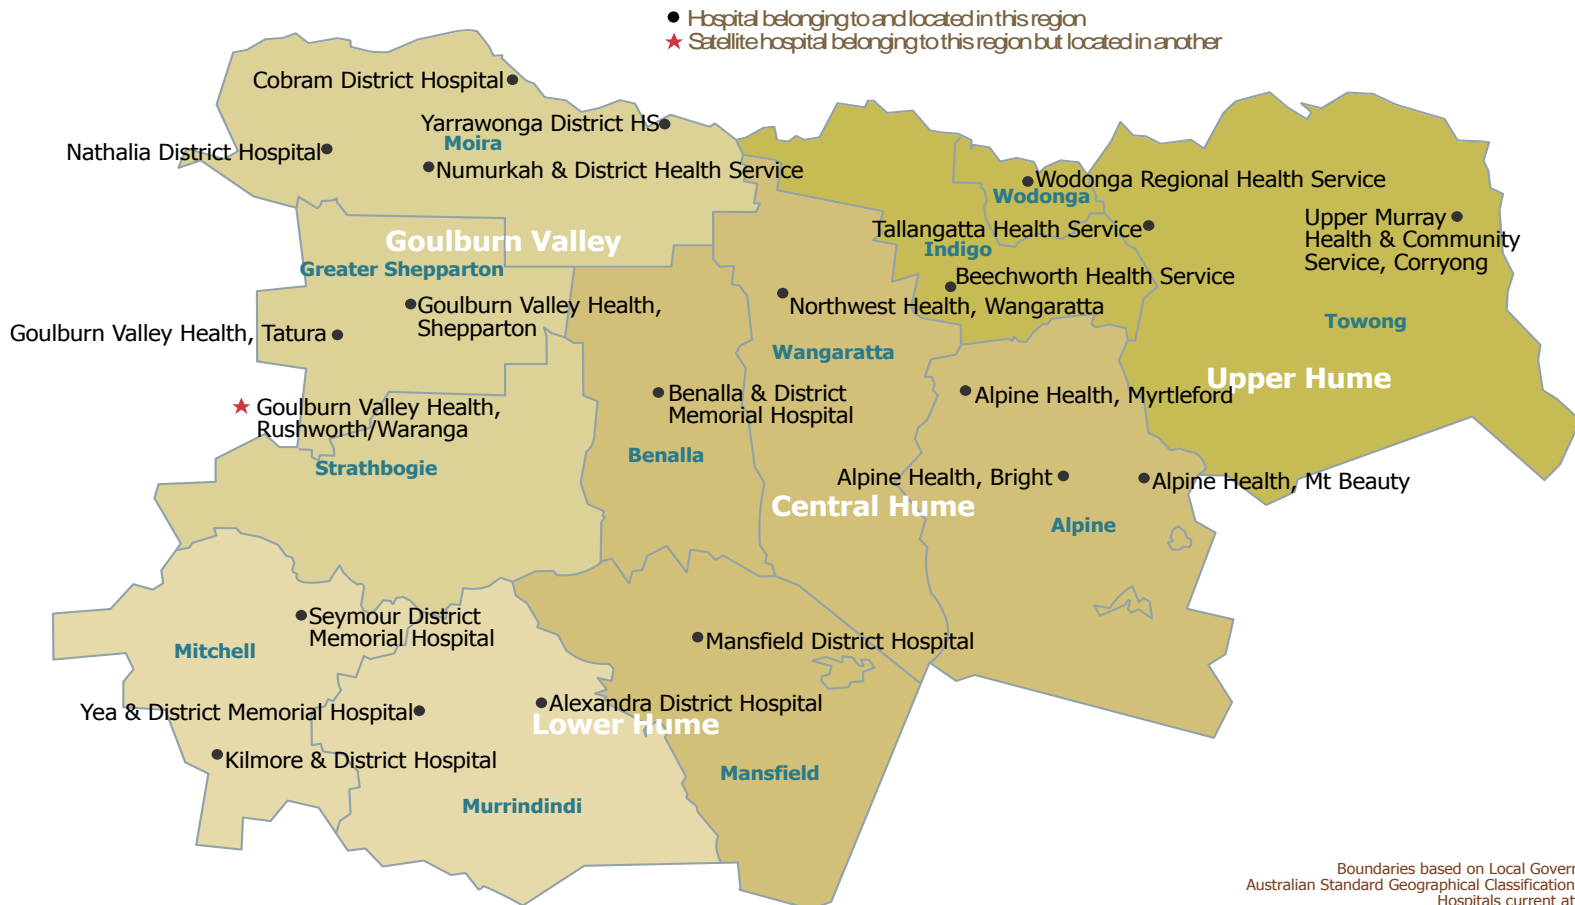 Hospital belonging to and located in this region
Satellite hospital belonging to this region but located in another
Cobram District Hospital
Yarrawonga District HS
Moira
Nathalia District Hospital
Numurkah & District Health Service
Wodonga Regional Health Service
Wodonga
Tallangatta Health Service
Upper Murray
Health & Community
Service, Corryong
Indigo
Goulburn Valley
Greater Shepparton
Beechworth Health Service
Northwest Health, Wangaratta
Goulburn Valley Health,
Shepparton
Goulburn Valley Health, Tatura
Towong
Wangaratta
Upper Hume
Benalla & District
Memorial Hospital
Alpine Health, Myrtleford
Goulburn Valley Health,
Rushworth/Waranga
Strathbogie
Benalla
Alpine Health, Bright
Alpine Health, Mt Beauty
Central Hume
Alpine
Seymour District
Memorial Hospital
Mitchell
Mansfield District Hospital
Yea & District Memorial Hospital
Alexandra District Hospital
Lower Hume
Kilmore & District Hospital
Mansfield
Murrindindi
Boundaries based on Local
Australian Standard Geographical Classification
Hospitals current at